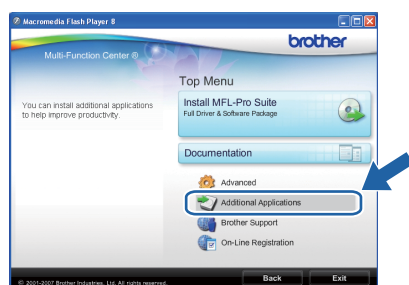 Macromedia Flash Player 8
brother
Multi-Function Center ®
Top Menu
You can install additional applications
to help improve productivity.
Install MFL-Pro Suite
Full Driver & Software Package
Documentation
Advanced
Additional Applications
Brother Support
On-Line Registration
© 2001-2007 Brother Industries, Ltd. All rights reserved.
Back
Exit